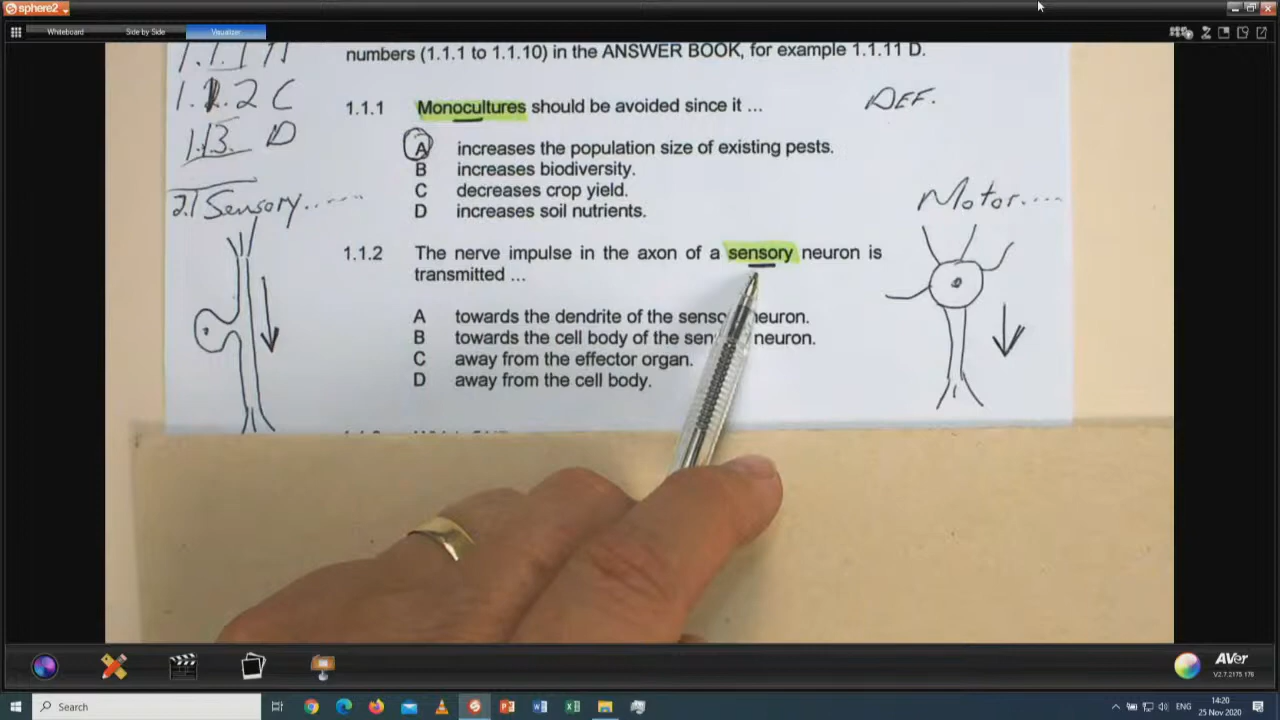 sphere2
Whiteboard
Side by Side
Visualizer
1.1.1 A
1.1.2 C
1.1.3. D
2.1 Sensory......
numbers (1.1.1 to 1.1.10) in the ANSWER BOOK, for example 1.1.11 D.
1.1.1 Monocultures should be avoided since it ...
DEF.
A increases the population size of existing pests.
B increases biodiversity.
C decreases crop yield.
D increases soil nutrients.
Motor....
1.1.2 The nerve impulse in the axon of a sensory neuron is
transmitted ...
A towards the dendrite of the neuron.
B towards the cell body of the neuron.
C away from the effector organ.
D away from the cell body.
AVer
V2.7.2175.176
Search
ENG
14:20
25 Nov 2020